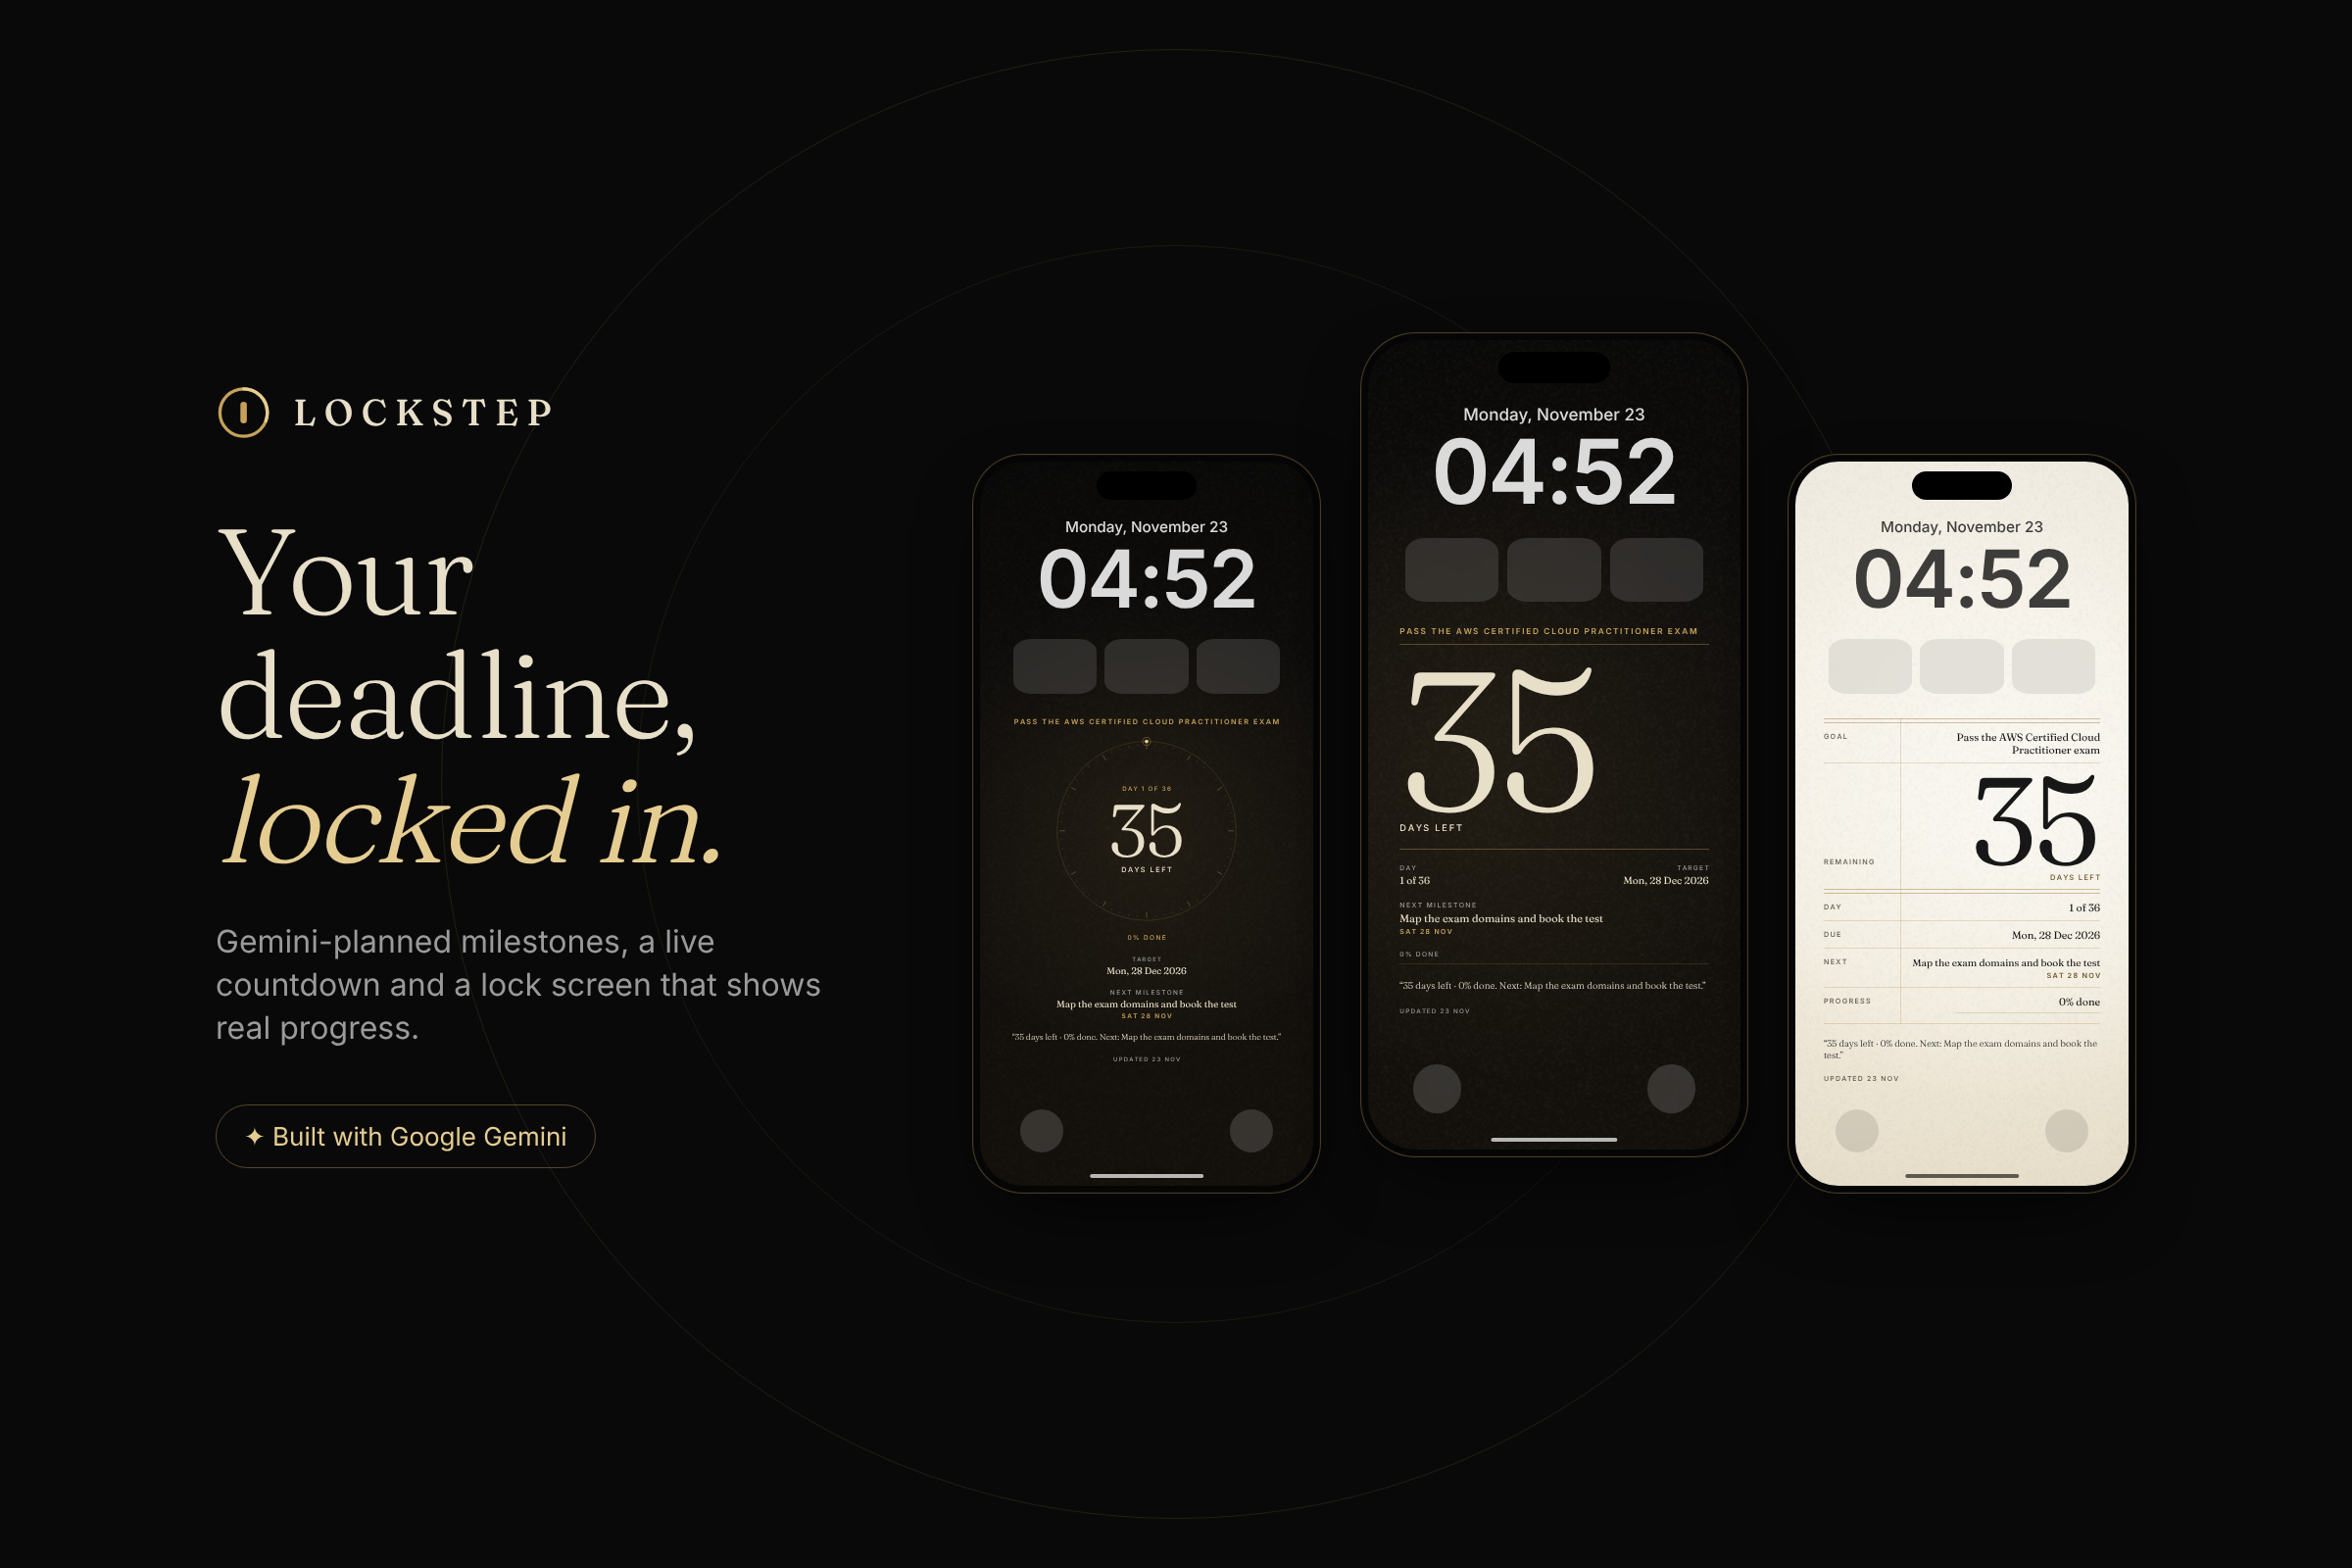 LOCKSTEP
Your
deadline,
locked in.
Gemini-planned milestones, a live
countdown and a lock screen that shows
real progress.
✦ Built with Google Gemini
Monday, November 23
04:52
PASS THE AWS CERTIFIED CLOUD PRACTITIONER EXAM
DAY 1 OF 36
35
DAYS LEFT
0% DONE
TARGET
Mon, 28 Dec 2026
NEXT MILESTONE
Map the exam domains and book the test
SAT 28 NOV
“35 days left · 0% done. Next: Map the exam domains and book the test.”
UPDATED 23 NOV
Monday, November 23
04:52
PASS THE AWS CERTIFIED CLOUD PRACTITIONER EXAM
35
DAYS LEFT
DAY TARGET
1 of 36 Mon, 28 Dec 2026
NEXT MILESTONE
Map the exam domains and book the test
SAT 28 NOV
0% DONE
“35 days left · 0% done. Next: Map the exam domains and book the test.”
UPDATED 23 NOV
Monday, November 23
04:52
GOAL Pass the AWS Certified Cloud
Practitioner exam
35
REMAINING
DAYS LEFT
DAY 1 of 36
DUE Mon, 28 Dec 2026
NEXT Map the exam domains and book the test
SAT 28 NOV
PROGRESS 0% done
“35 days left · 0% done. Next: Map the exam domains and book the
test.”
UPDATED 23 NOV